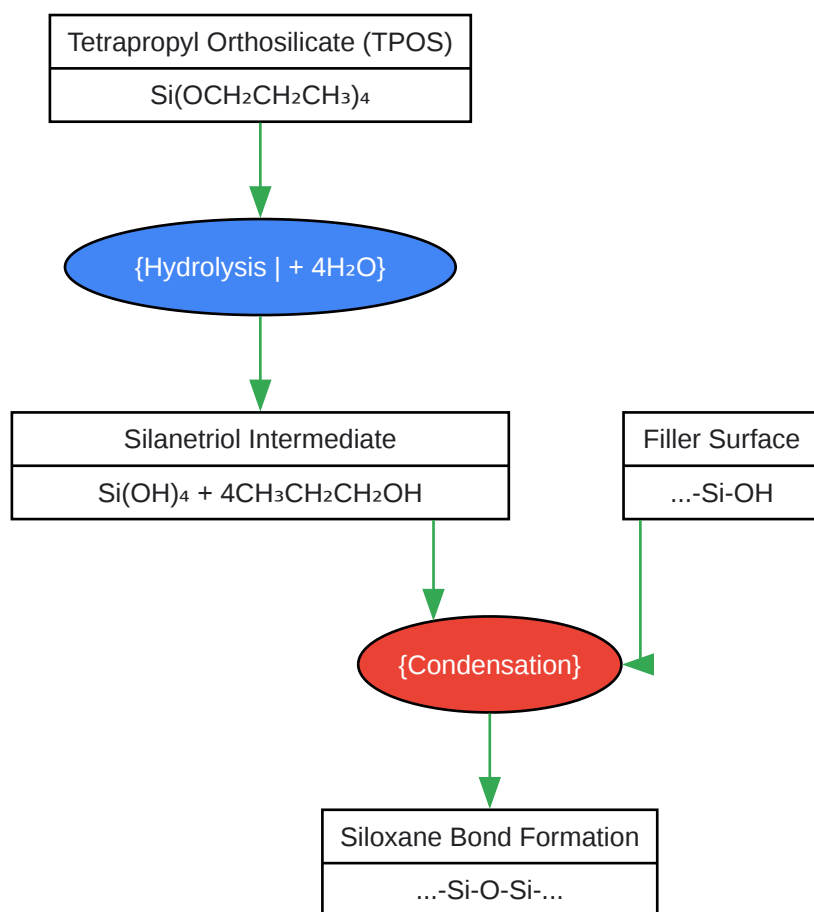 Tetrapropyl Orthosilicate (TPOS)
Si(OCH₂CH₂CH₃)₄
{Hydrolysis | + 4H₂O}
Silanetriol Intermediate
Si(OH)₄ + 4CH₃CH₂CH₂OH
Filler Surface
...-Si-OH
{Condensation}
Siloxane Bond Formation
...-Si-O-Si-...